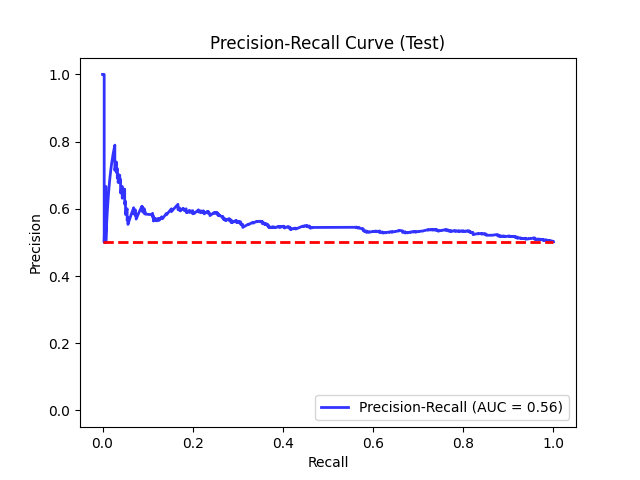 Precision-Recall Curve (Test)
1.0
0.8
0.6
0.4
0.2
0.0
Precision
0.0 0.2 0.4 0.6 0.8 1.0
Recall
Precision-Recall (AUC = 0.56)